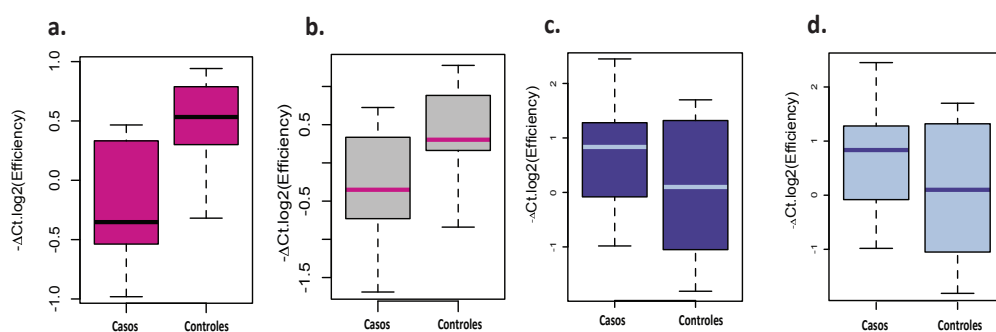 a.
-ΔCt.log2(Efficiency)
1.0
0.5
0.0
-0.5
-1.0
Casos
Controles
b.
-ΔCt.log2(Efficiency)
0.5
-0.5
-1.5
Casos
Controles
c.
-ΔCt.log2(Efficiency)
2
1
0
-1
Casos
Controles
d.
-ΔCt.log2(Efficiency)
2
1
0
-1
Casos
Controles